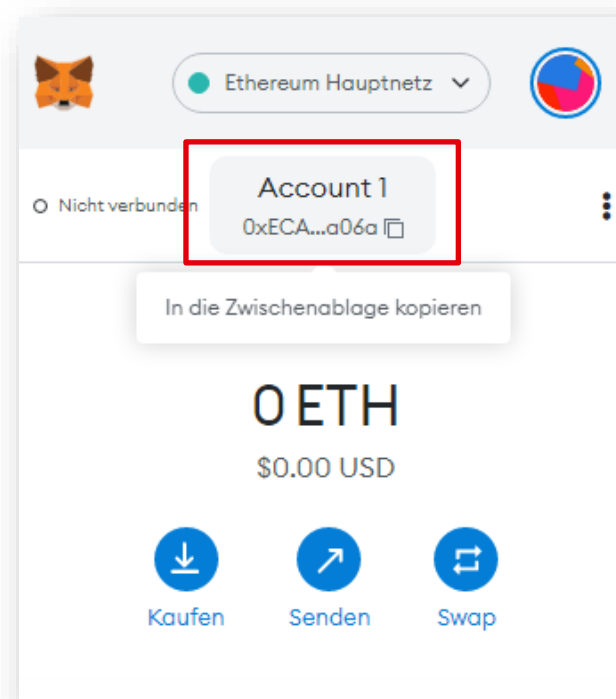 Ethereum Hauptnetz
Nicht verbunden
Account 1
0xECA...a06a
In die Zwischenablage kopieren
0 ETH
$0.00 USD
Kaufen Senden Swap